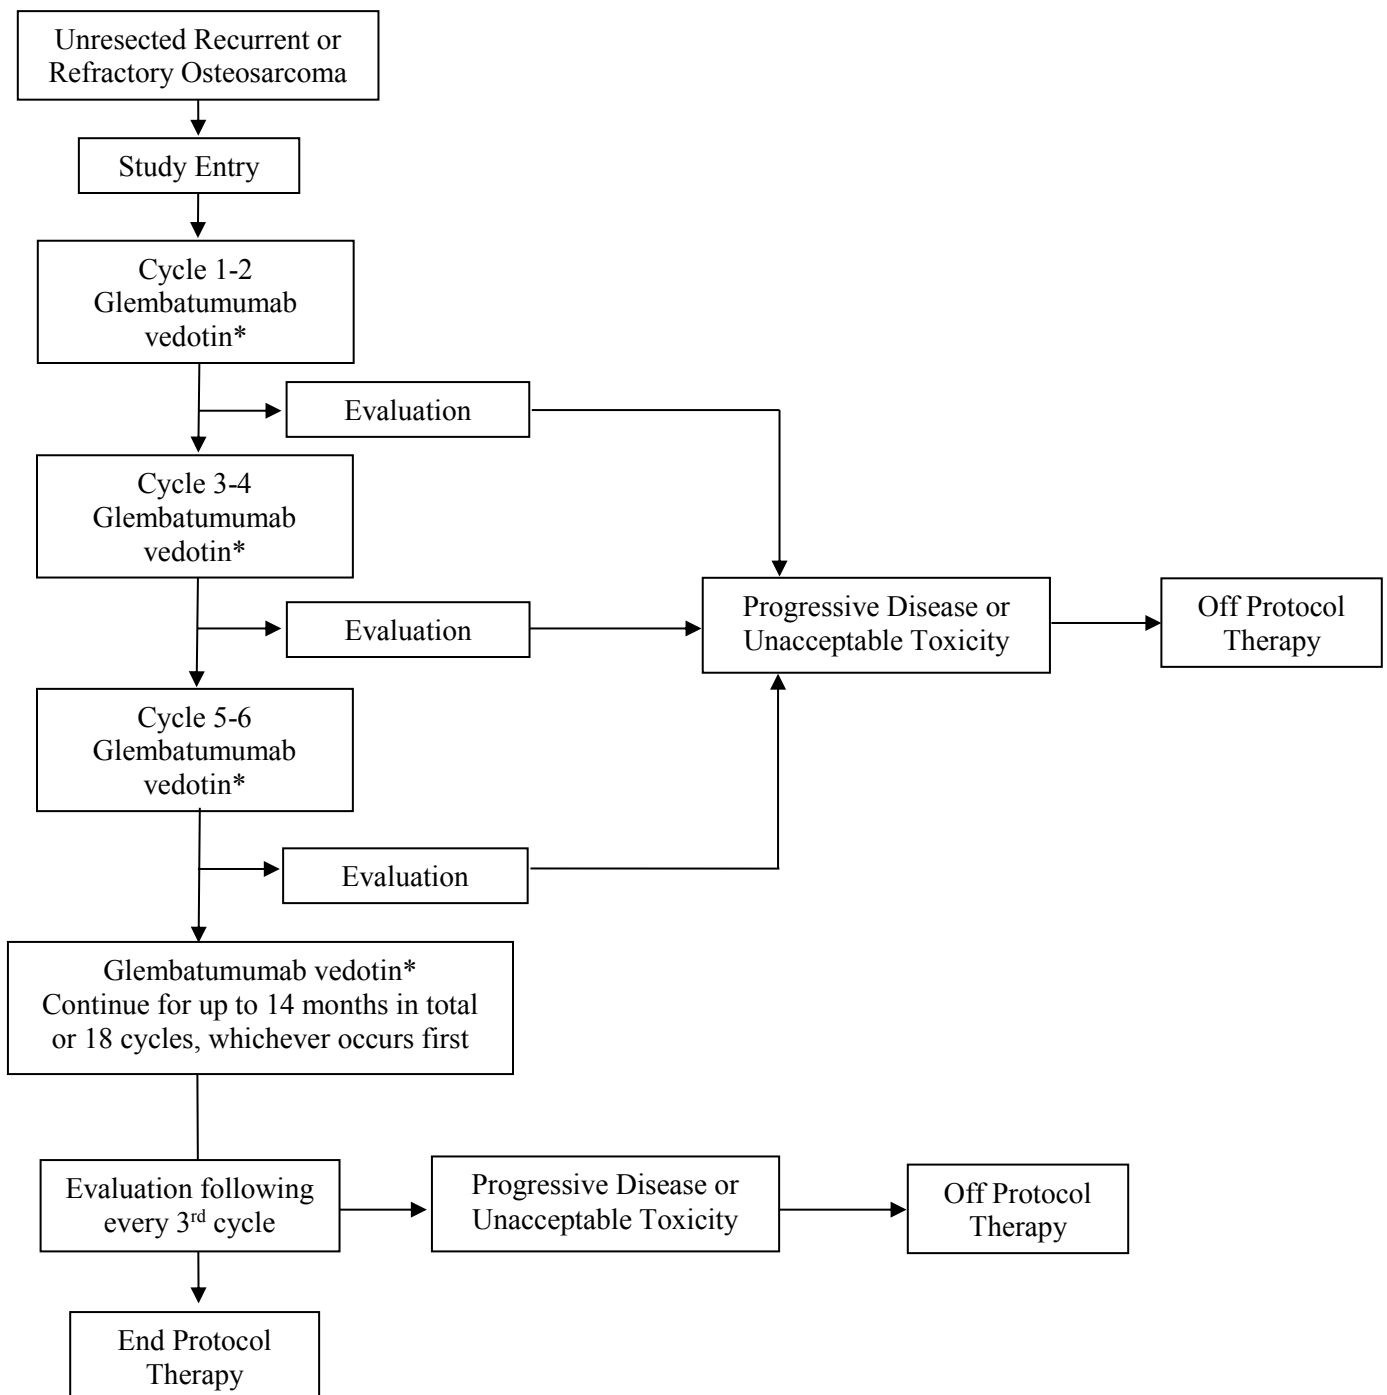 Unresected Recurrent or
Refractory Osteosarcoma
Study Entry
Cycle 1-2
Glembatumumab
vedotin*
Evaluation
Cycle 3-4
Glembatumumab
vedotin*
Evaluation
Progressive Disease or
Unacceptable Toxicity
Off Protocol
Therapy
Cycle 5-6
Glembatumumab
vedotin*
Evaluation
Glembatumumab vedotin*
Continue for up to 14 months in total
or 18 cycles, whichever occurs first
Evaluation following
every 3rd cycle
Progressive Disease or
Unacceptable Toxicity
Off Protocol
Therapy
End Protocol
Therapy